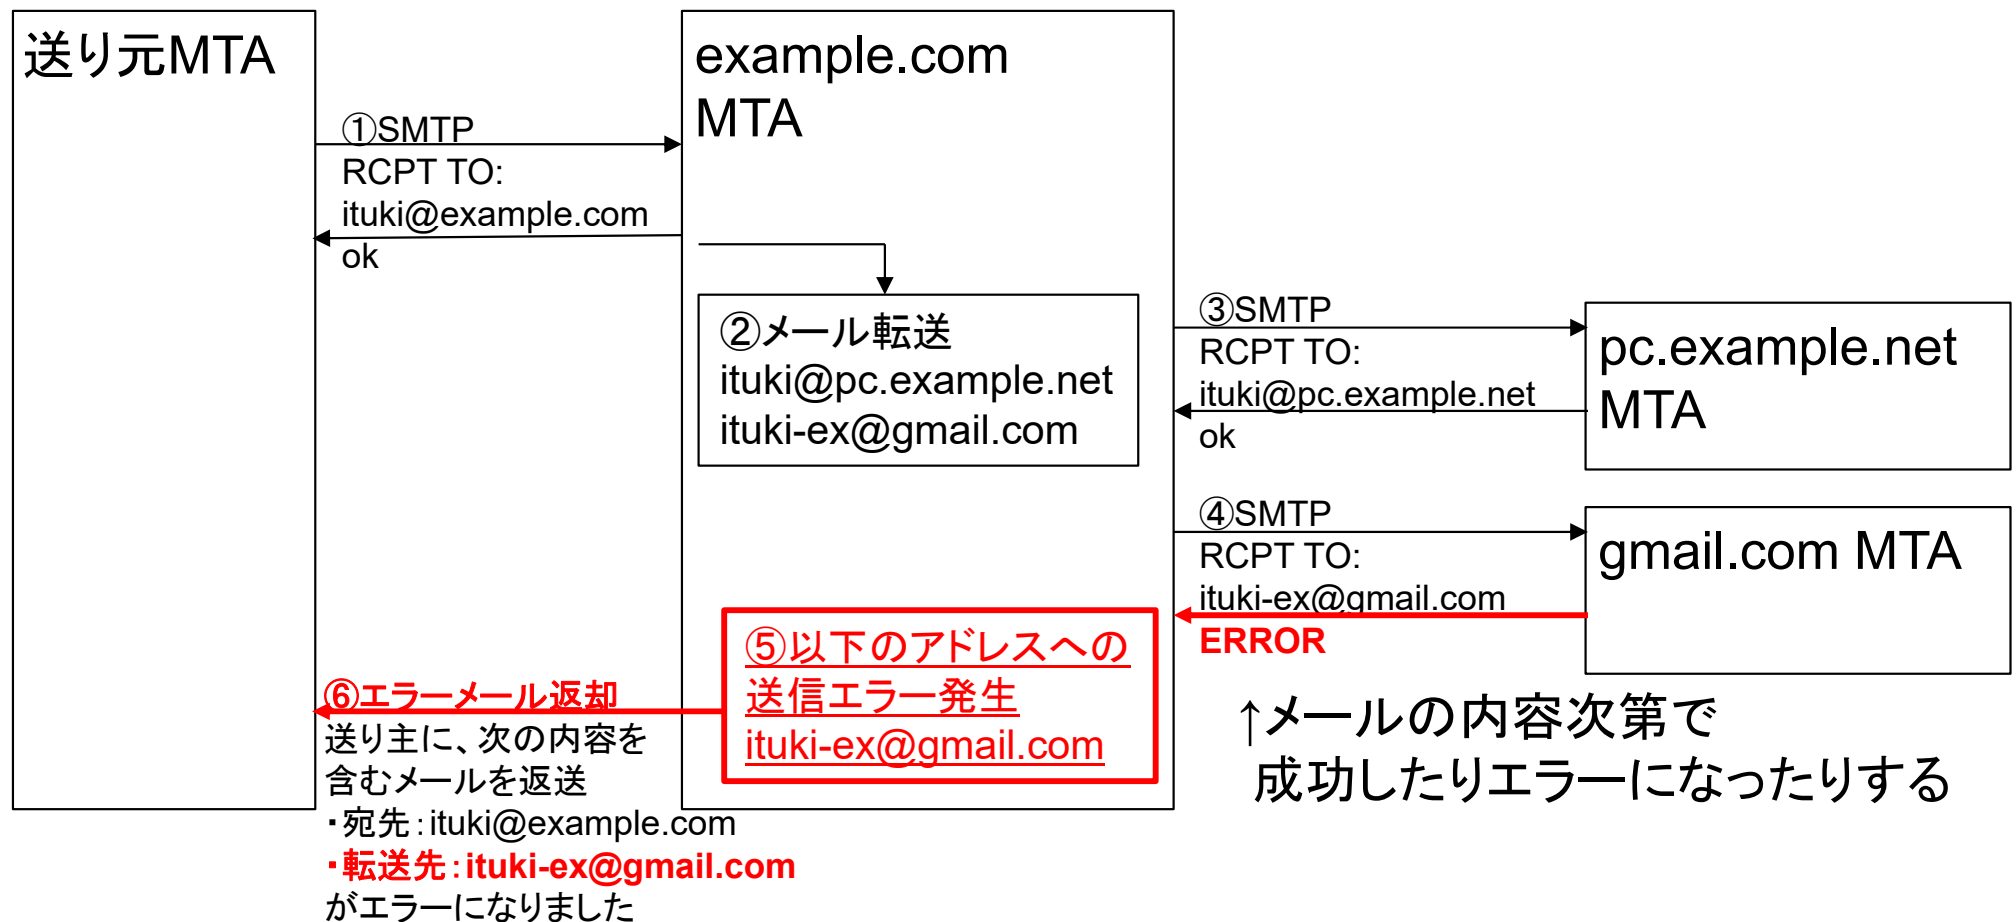 送り元MTA
①SMTP
RCPT TO:
ituki@example.com
ok
example.com
MTA
②メール転送
ituki@pc.example.net
ituki-ex@gmail.com
③SMTP
RCPT TO:
ituki@pc.example.net
ok
pc.example.net
MTA
④SMTP
RCPT TO:
ituki-ex@gmail.com
ERROR
gmail.com MTA
↑メールの内容次第で
成功したりエラーになったりする
⑤以下のアドレスへの
送信エラー発生
ituki-ex@gmail.com
⑥エラーメール返却
送り主に、次の内容を
含むメールを返送
・宛先：ituki@example.com
・転送先：ituki-ex@gmail.com
がエラーになりました